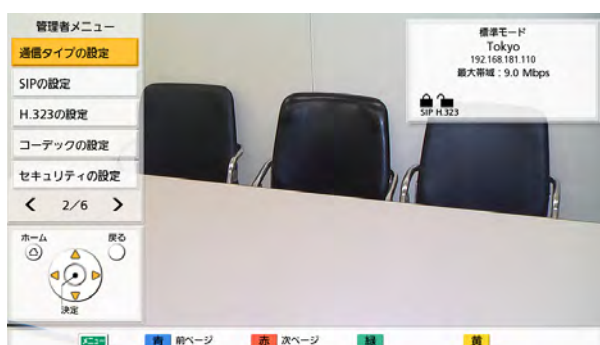 管理者メニュー
通信タイプの設定
SIPの設定
H.323の設定
コーデックの設定
セキュリティの設定
2/6
ホーム
戻る
決定
標準モード
Tokyo
192.168.181.110
最大帯域：9.0 Mbps
SIP H.323
メニュー 青 前ページ 赤 次ページ 緑 黄